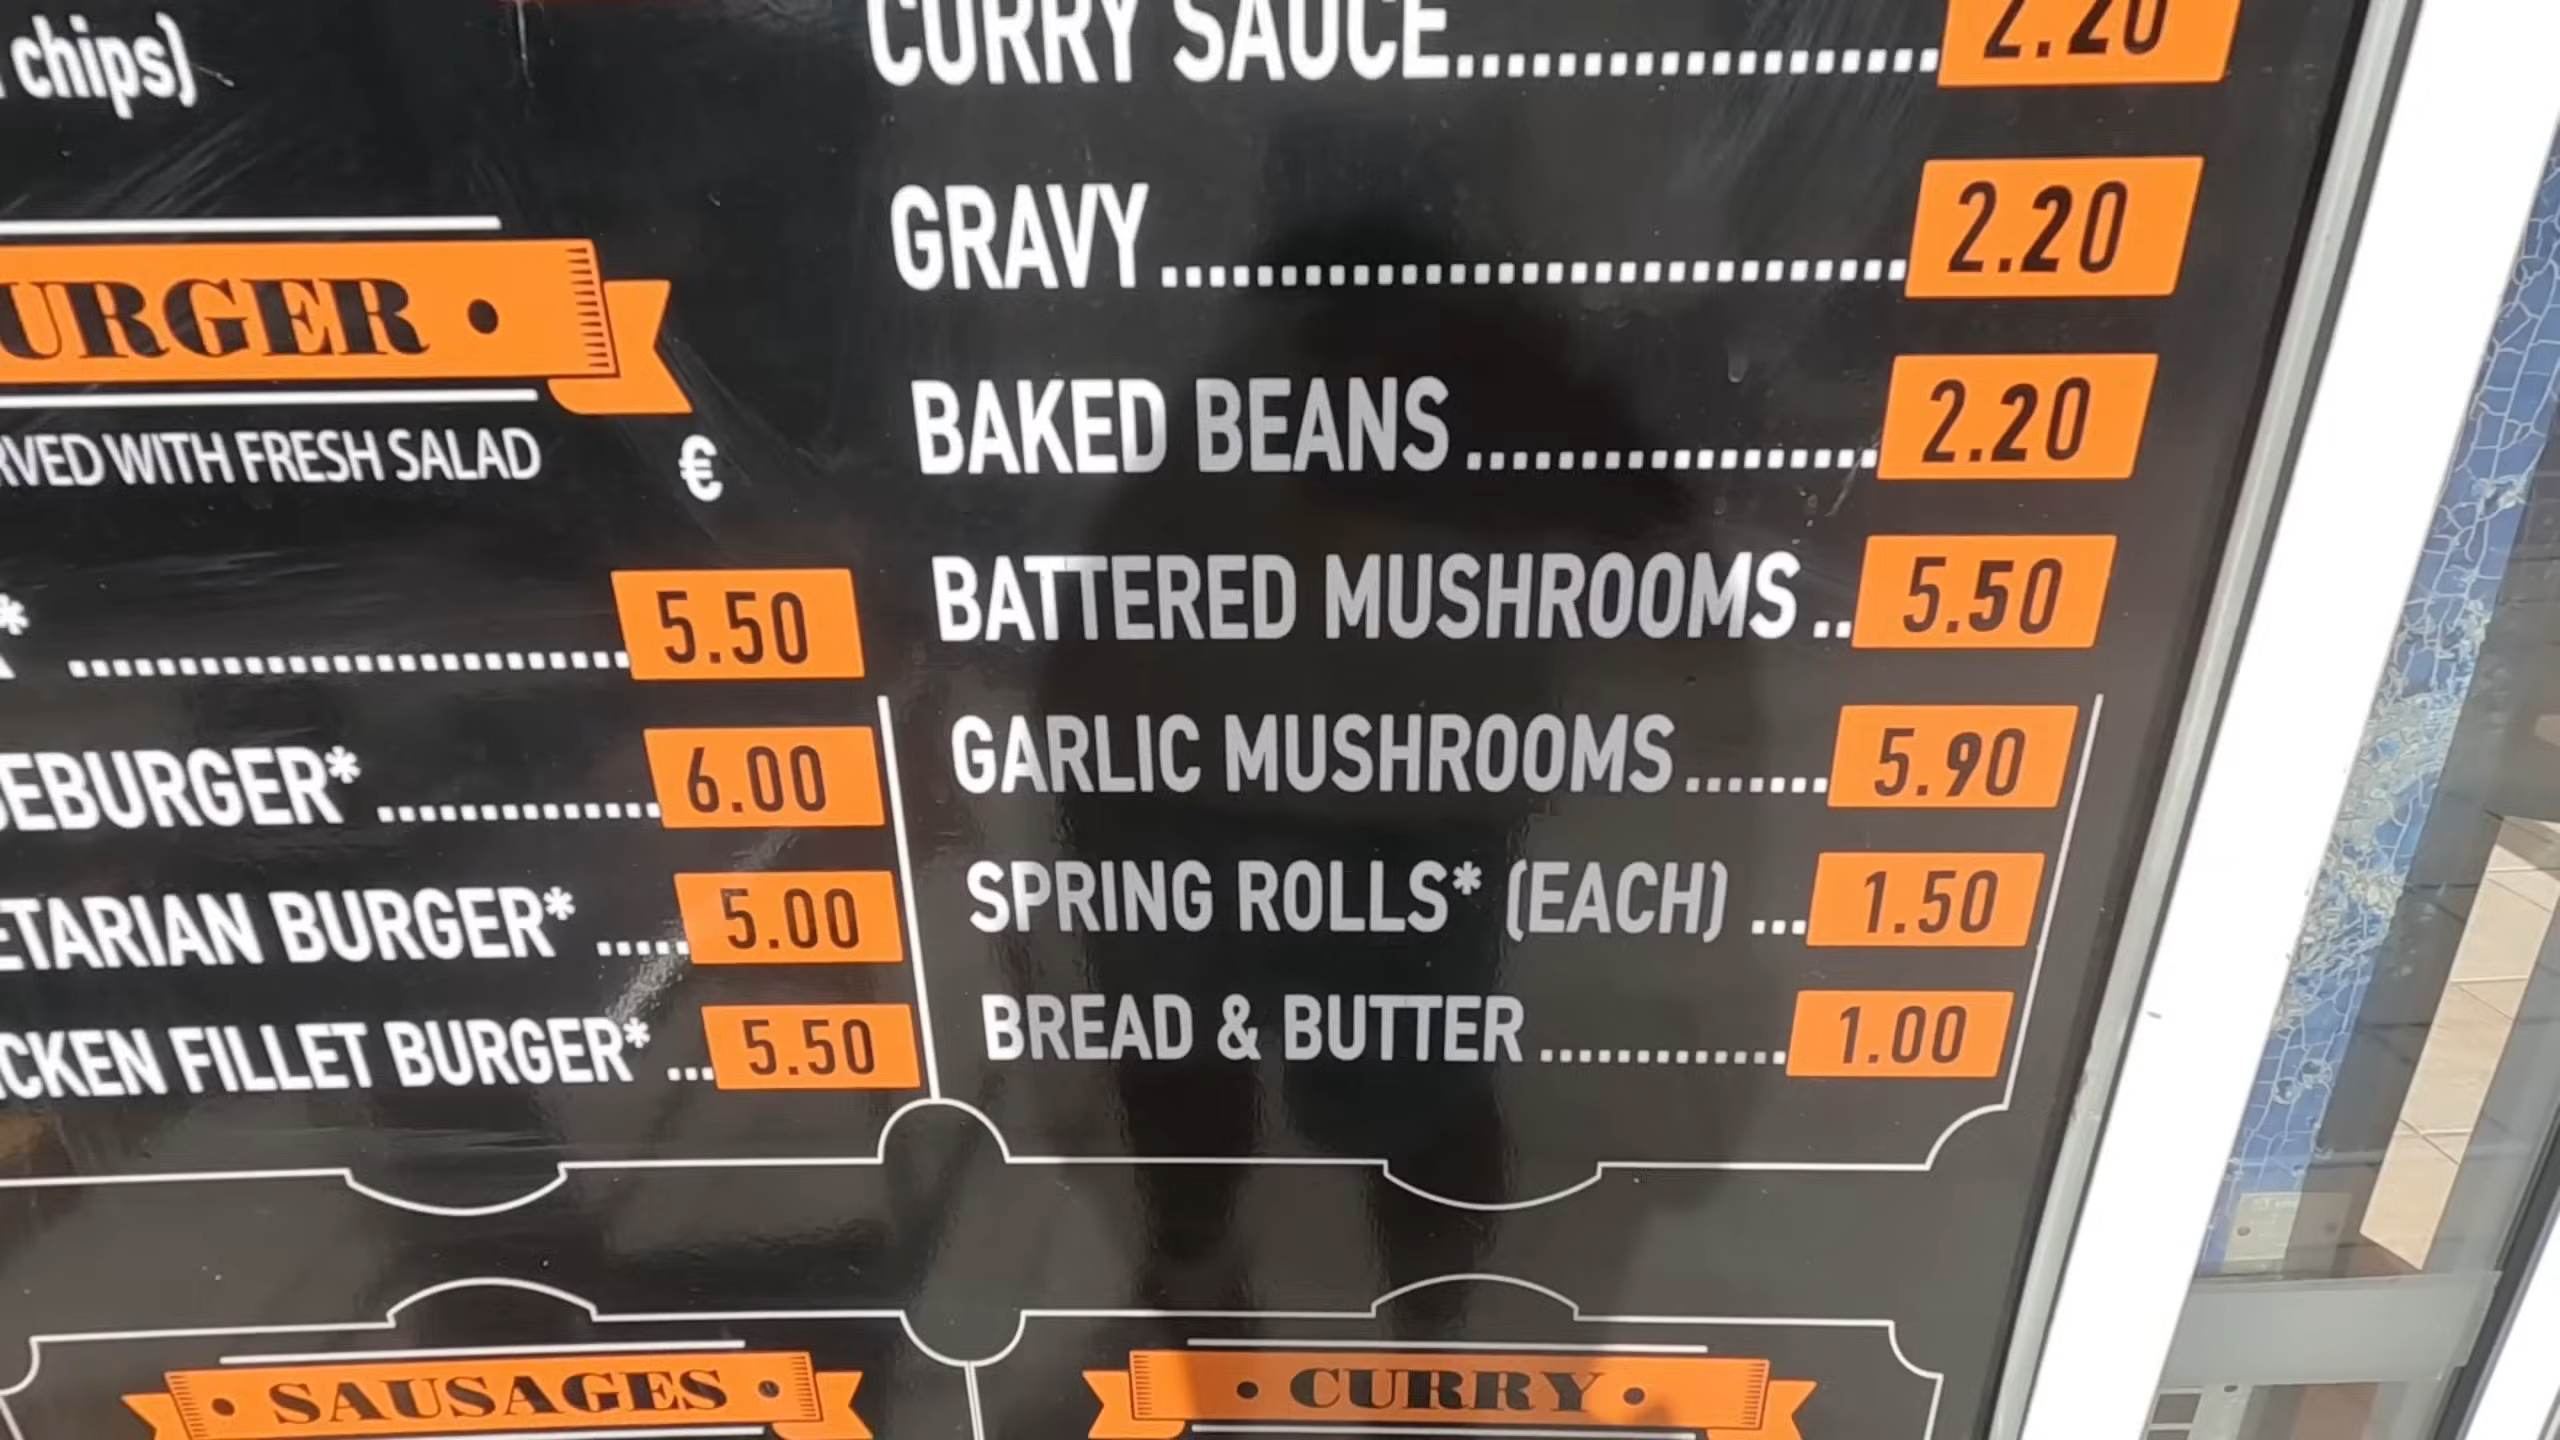 chips)
URGER •
RVED WITH FRESH SALAD €
* 5.50
EBURGER* 6.00
ETARIAN BURGER* 5.00
CKEN FILLET BURGER* 5.50
CURRY SAUCE 2.20
GRAVY 2.20
BAKED BEANS 2.20
BATTERED MUSHROOMS 5.50
GARLIC MUSHROOMS 5.90
SPRING ROLLS* (EACH) 1.50
BREAD & BUTTER 1.00
• SAUSAGES •
• CURRY •